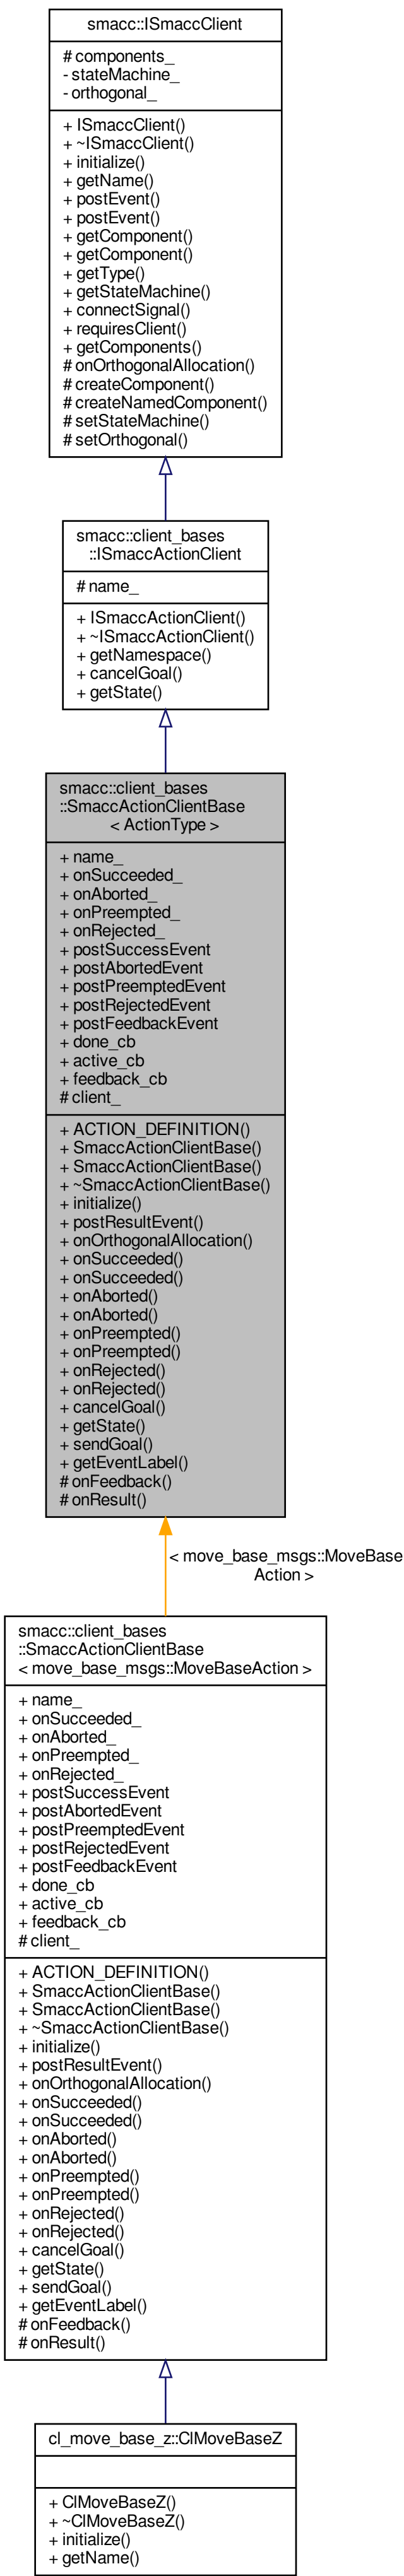 smacc::ISmaccClient
# components_
- stateMachine_
- orthogonal_
+ ISmaccClient()
+ ~ISmaccClient()
+ initialize()
+ getName()
+ postEvent()
+ postEvent()
+ getComponent()
+ getComponent()
+ getType()
+ getStateMachine()
+ connectSignal()
+ requiresClient()
+ getComponents()
# onOrthogonalAllocation()
# createComponent()
# createNamedComponent()
# setStateMachine()
# setOrthogonal()
smacc::client_bases
::ISmaccActionClient
# name_
+ ISmaccActionClient()
+ ~ISmaccActionClient()
+ getNamespace()
+ cancelGoal()
+ getState()
smacc::client_bases
::SmaccActionClientBase
< ActionType >
+ name_
+ onSucceeded_
+ onAborted_
+ onPreempted_
+ onRejected_
+ postSuccessEvent
+ postAbortedEvent
+ postPreemptedEvent
+ postRejectedEvent
+ postFeedbackEvent
+ done_cb
+ active_cb
+ feedback_cb
# client_
+ ACTION_DEFINITION()
+ SmaccActionClientBase()
+ SmaccActionClientBase()
+ ~SmaccActionClientBase()
+ initialize()
+ postResultEvent()
+ onOrthogonalAllocation()
+ onSucceeded()
+ onSucceeded()
+ onAborted()
+ onAborted()
+ onPreempted()
+ onPreempted()
+ onRejected()
+ onRejected()
+ cancelGoal()
+ getState()
+ sendGoal()
+ getEventLabel()
# onFeedback()
# onResult()
< move_base_msgs::MoveBase
Action >
smacc::client_bases
::SmaccActionClientBase
< move_base_msgs::MoveBaseAction >
+ name_
+ onSucceeded_
+ onAborted_
+ onPreempted_
+ onRejected_
+ postSuccessEvent
+ postAbortedEvent
+ postPreemptedEvent
+ postRejectedEvent
+ postFeedbackEvent
+ done_cb
+ active_cb
+ feedback_cb
# client_
+ ACTION_DEFINITION()
+ SmaccActionClientBase()
+ SmaccActionClientBase()
+ ~SmaccActionClientBase()
+ initialize()
+ postResultEvent()
+ onOrthogonalAllocation()
+ onSucceeded()
+ onSucceeded()
+ onAborted()
+ onAborted()
+ onPreempted()
+ onPreempted()
+ onRejected()
+ onRejected()
+ cancelGoal()
+ getState()
+ sendGoal()
+ getEventLabel()
# onFeedback()
# onResult()
cl_move_base_z::ClMoveBaseZ
+ ClMoveBaseZ()
+ ~ClMoveBaseZ()
+ initialize()
+ getName()